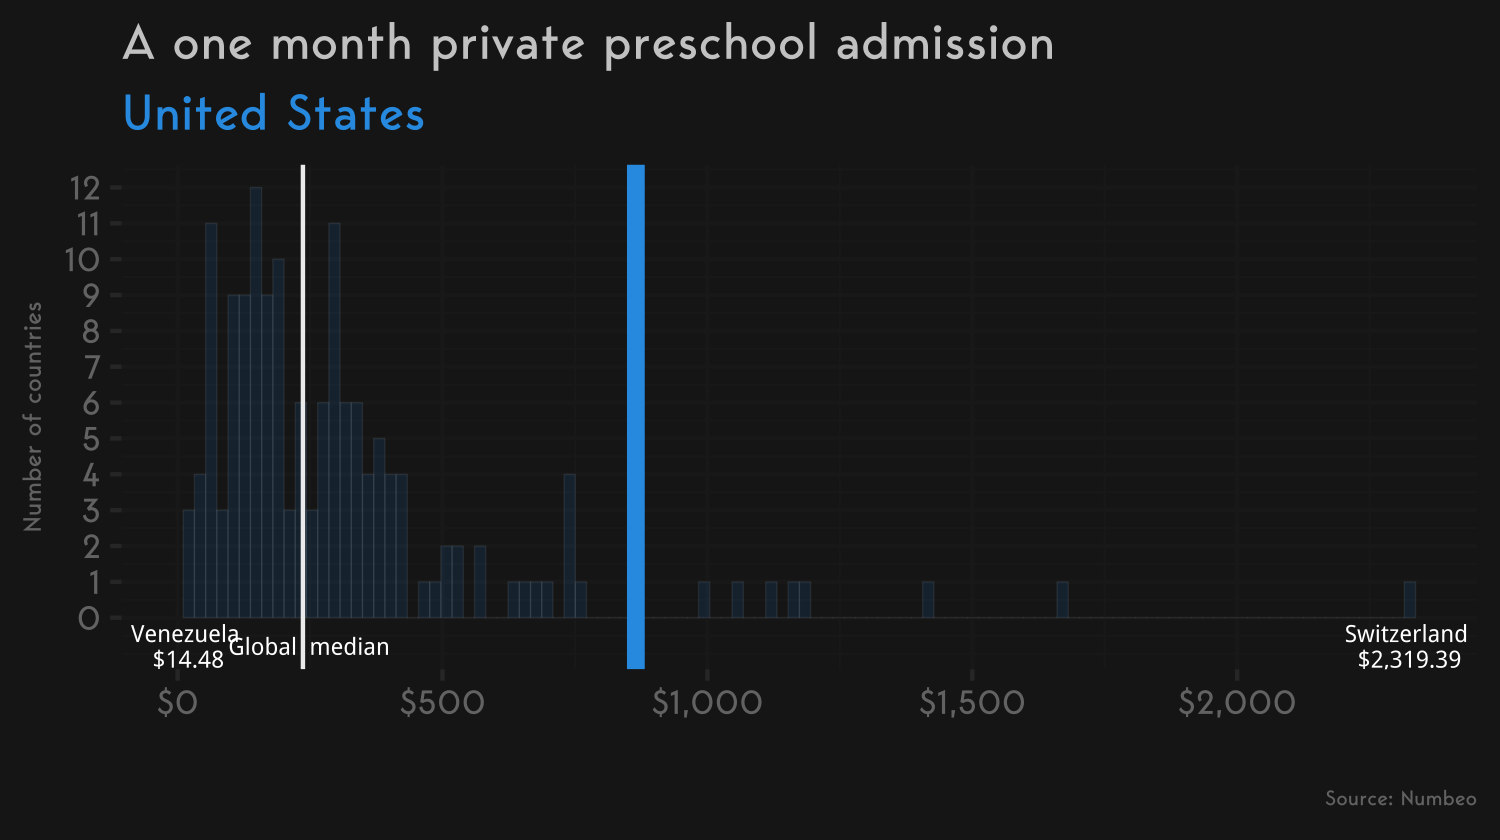 A one month private preschool admission
United States
Number of countries
12
11
10
9
8
7
6
5
4
3
2
1
0
Venezuela
$14.48
Global median
Switzerland
$2,319.39
$0 $500 $1,000 $1,500 $2,000
Source: Numbeo